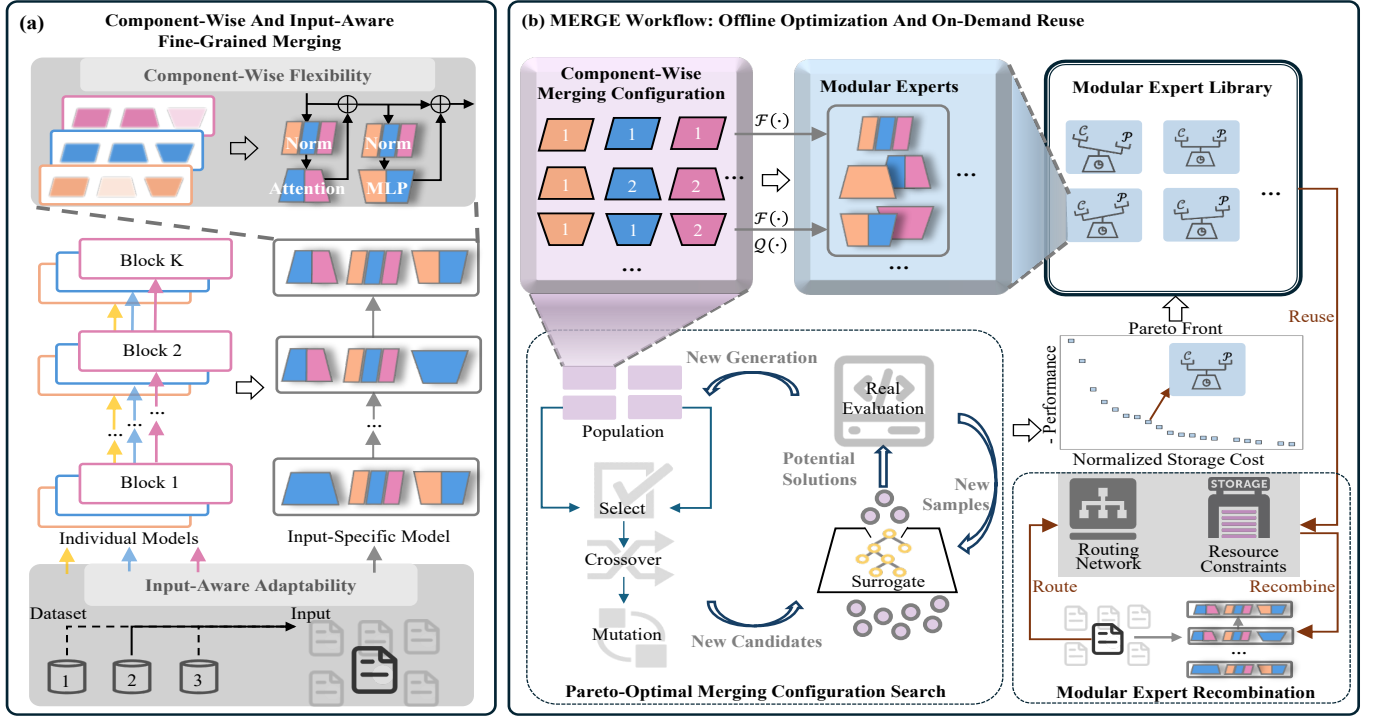 (a)
Component-Wise And Input-Aware
Fine-Grained Merging
Component-Wise Flexibility
Norm
Norm
Attention
MLP
Block K
Block 2
...
...
...
...
Block 1
Individual Models
Input-Specific Model
Input-Aware Adaptability
Dataset
Input
1
2
3
(b) MERGE Workflow: Offline Optimization And On-Demand Reuse
Component-Wise
Merging Configuration
1 1 1
1 2 2 ...
1 1 2
...
F(·)
F(·)
Q(·)
Modular Experts
...
...
Modular Expert Library
C P
C P
C P
C P
...
Reuse
Pareto Front
- Performance
C P
Normalized Storage Cost
New Generation
Population
Select
Crossover
Mutation
Real
Evaluation
Potential
Solutions
New
Samples
Surrogate
New Candidates
Pareto-Optimal Merging Configuration Search
Routing
Network
STORAGE
Resource
Constraints
Route
Recombine
...
Modular Expert Recombination